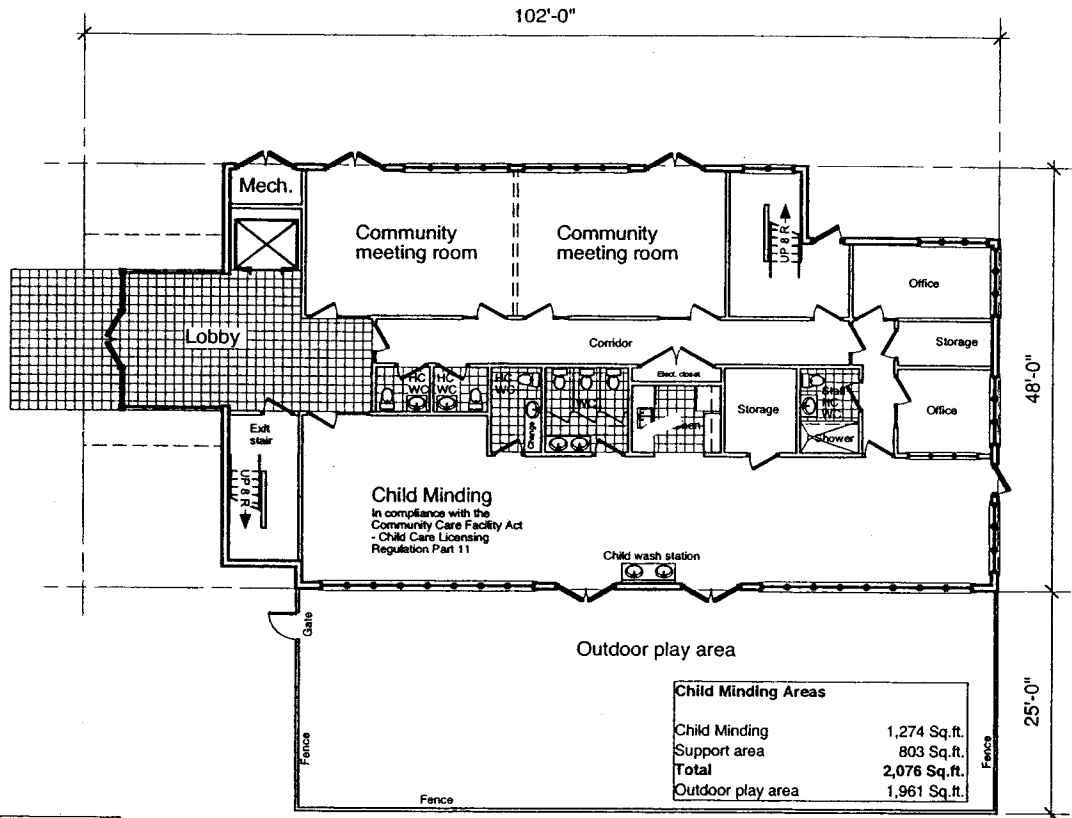 102'-0"
Mech.
Community
meeting room
Community
meeting room
UP 8 R
Office
Lobby
Corridor
Storage
48'-0"
HC
WC
HC
WC
HC
WC
Elect. closet
WC
Change
Storage
Staff
HC
WC
Shower
Office
Exit
stair
UP 8 R
Child Minding
In compliance with the
Community Care Facility Act
- Child Care Licensing
Regulation Part 11
Child wash station
Gate
Outdoor play area
25'-0"
Child Minding Areas
Child Minding 1,274 Sq.ft.
Support area 803 Sq.ft.
Total 2,076 Sq.ft.
Outdoor play area 1,961 Sq.ft.
Fence
Fence
Fence